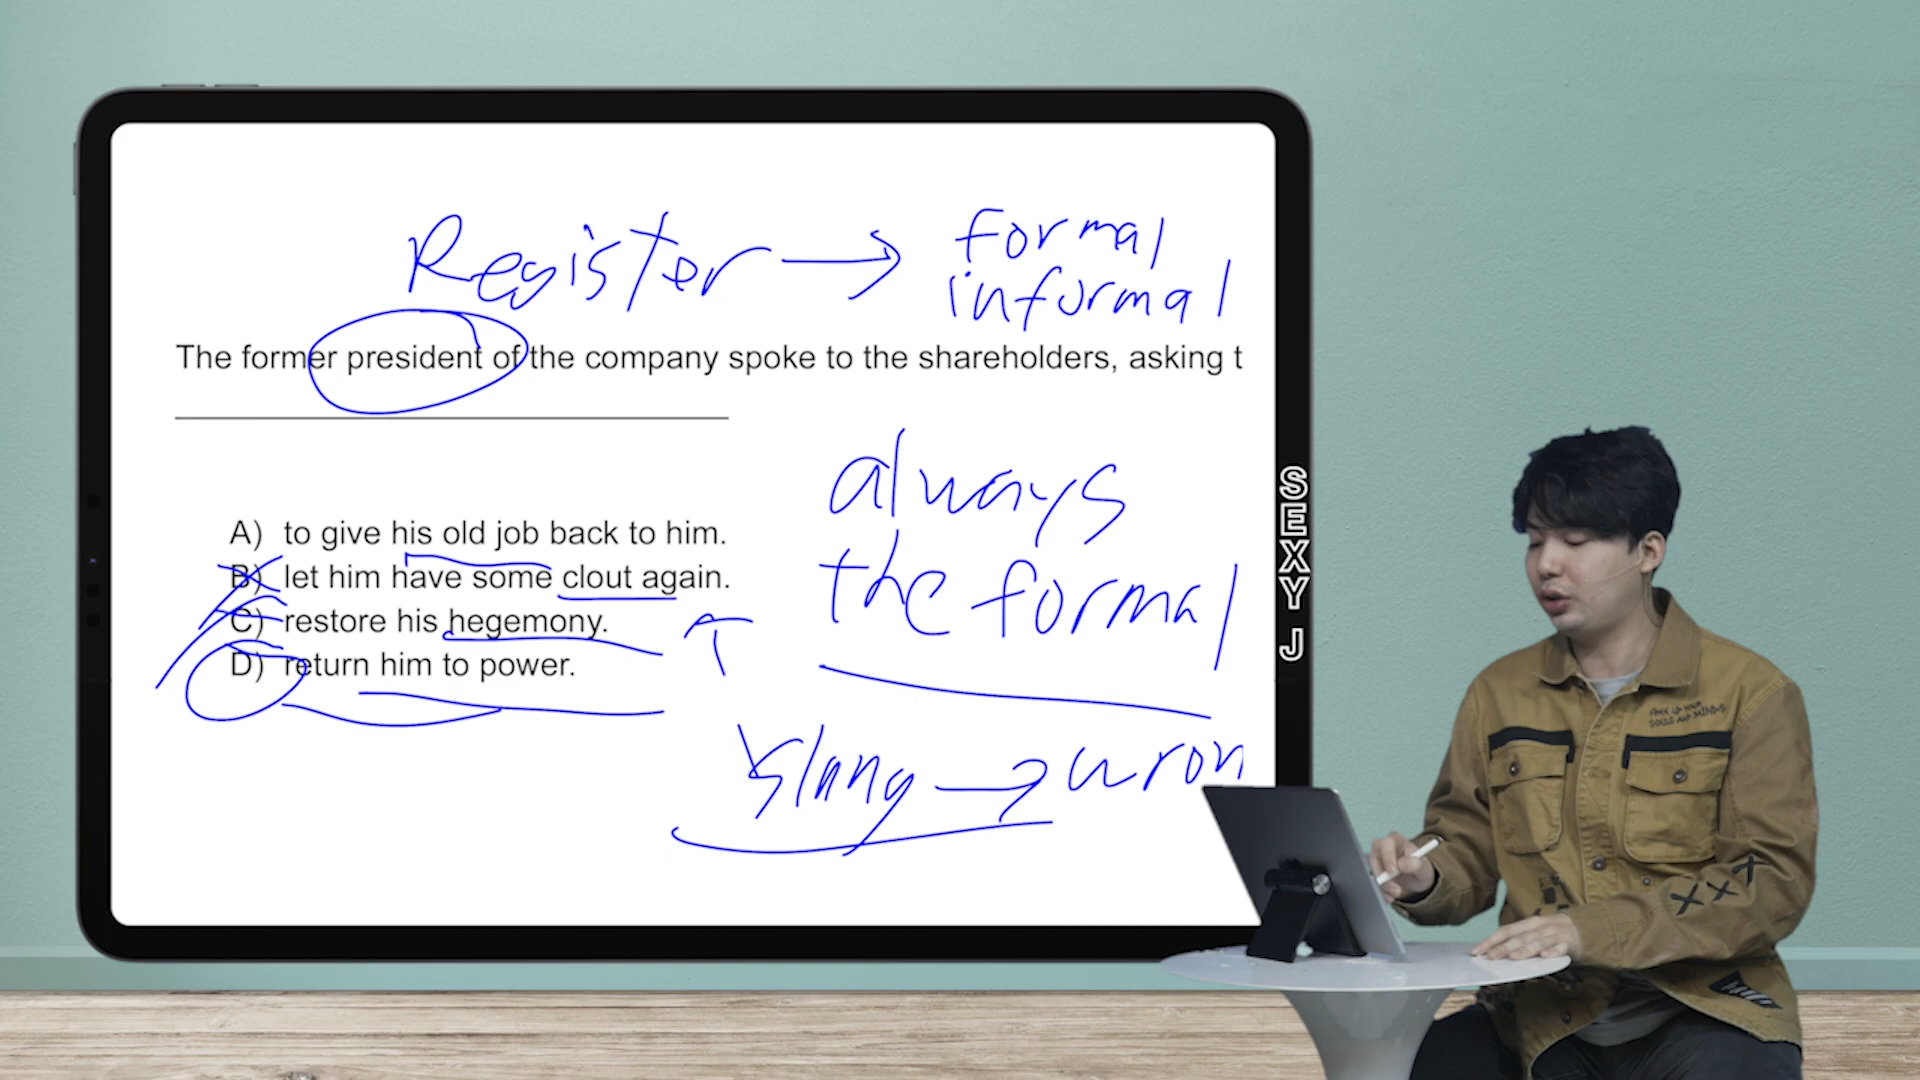 Register → formal
informal
The former president of the company spoke to the shareholders, asking t
always
the formal
A) to give his old job back to him.
B) let him have some clout again.
C) restore his hegemony.
D) return him to power.
slang → wron
SEXY J
XXX